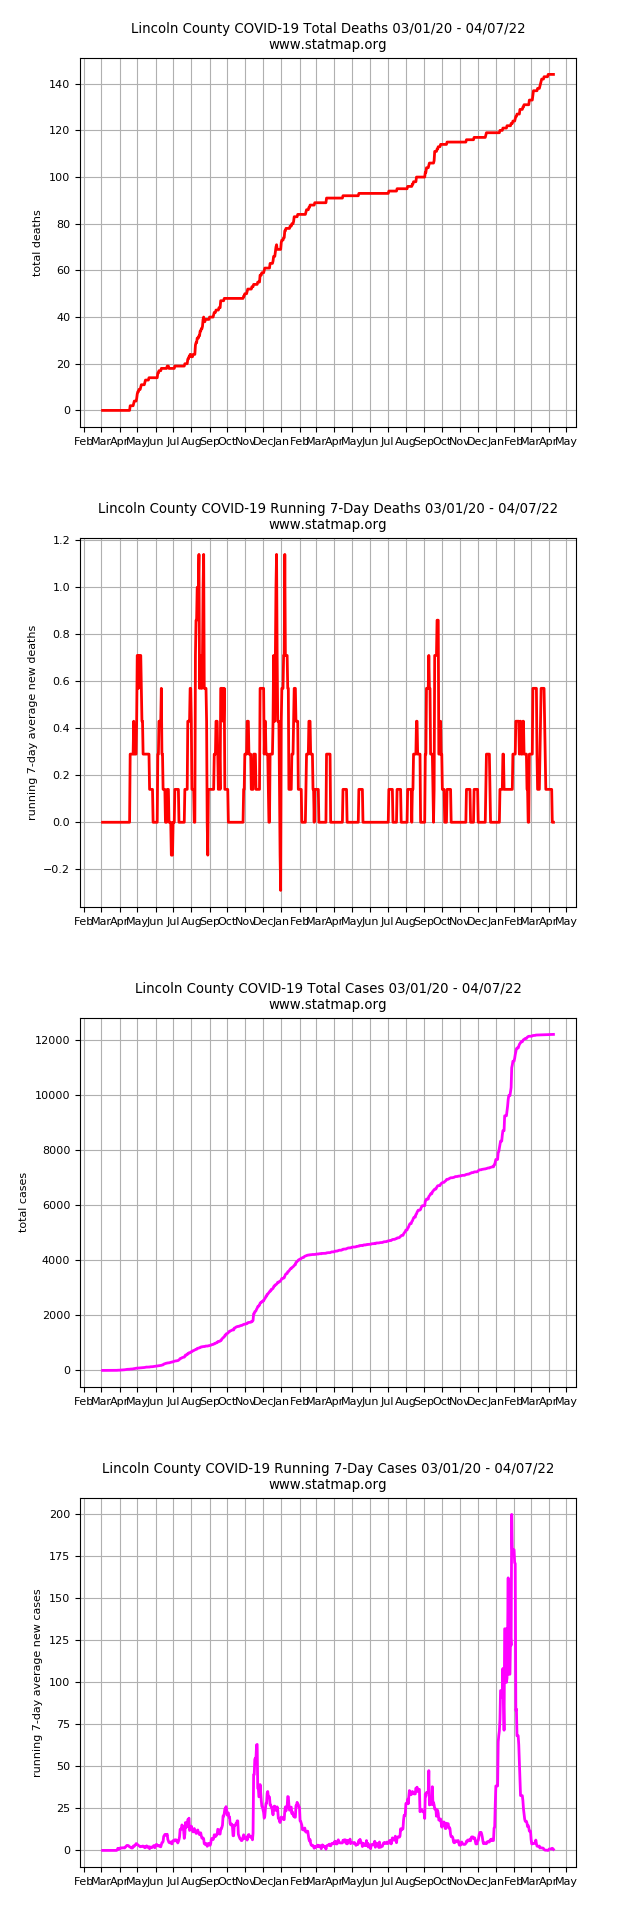 Lincoln County COVID-19 Total Deaths 03/01/20 - 04/07/22
www.statmap.org
140
120
100
80
60
40
20
0
total deaths
Feb Mar Apr May Jun Jul Aug Sep Oct Nov Dec Jan Feb Mar Apr May Jun Jul Aug Sep Oct Nov Dec Jan Feb Mar Apr May
Lincoln County COVID-19 Running 7-Day Deaths 03/01/20 - 04/07/22
www.statmap.org
1.2
1.0
0.8
0.6
0.4
0.2
0.0
−0.2
running 7-day average new deaths
Feb Mar Apr May Jun Jul Aug Sep Oct Nov Dec Jan Feb Mar Apr May Jun Jul Aug Sep Oct Nov Dec Jan Feb Mar Apr May
Lincoln County COVID-19 Total Cases 03/01/20 - 04/07/22
www.statmap.org
12000
10000
8000
6000
4000
2000
0
total cases
Feb Mar Apr May Jun Jul Aug Sep Oct Nov Dec Jan Feb Mar Apr May Jun Jul Aug Sep Oct Nov Dec Jan Feb Mar Apr May
Lincoln County COVID-19 Running 7-Day Cases 03/01/20 - 04/07/22
www.statmap.org
200
175
150
125
100
75
50
25
0
running 7-day average new cases
Feb Mar Apr May Jun Jul Aug Sep Oct Nov Dec Jan Feb Mar Apr May Jun Jul Aug Sep Oct Nov Dec Jan Feb Mar Apr May